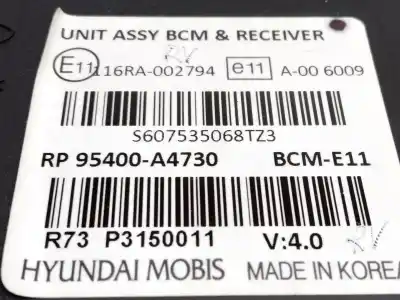 UNIT ASSY BCM & RECEIVER
E11 116RA-002794 e11 A-00 6009
S607535068TZ3
RP 95400-A4730 BCM-E11
R73 P3150011 V:4.0
HYUNDAI MOBIS MADE IN KOREA